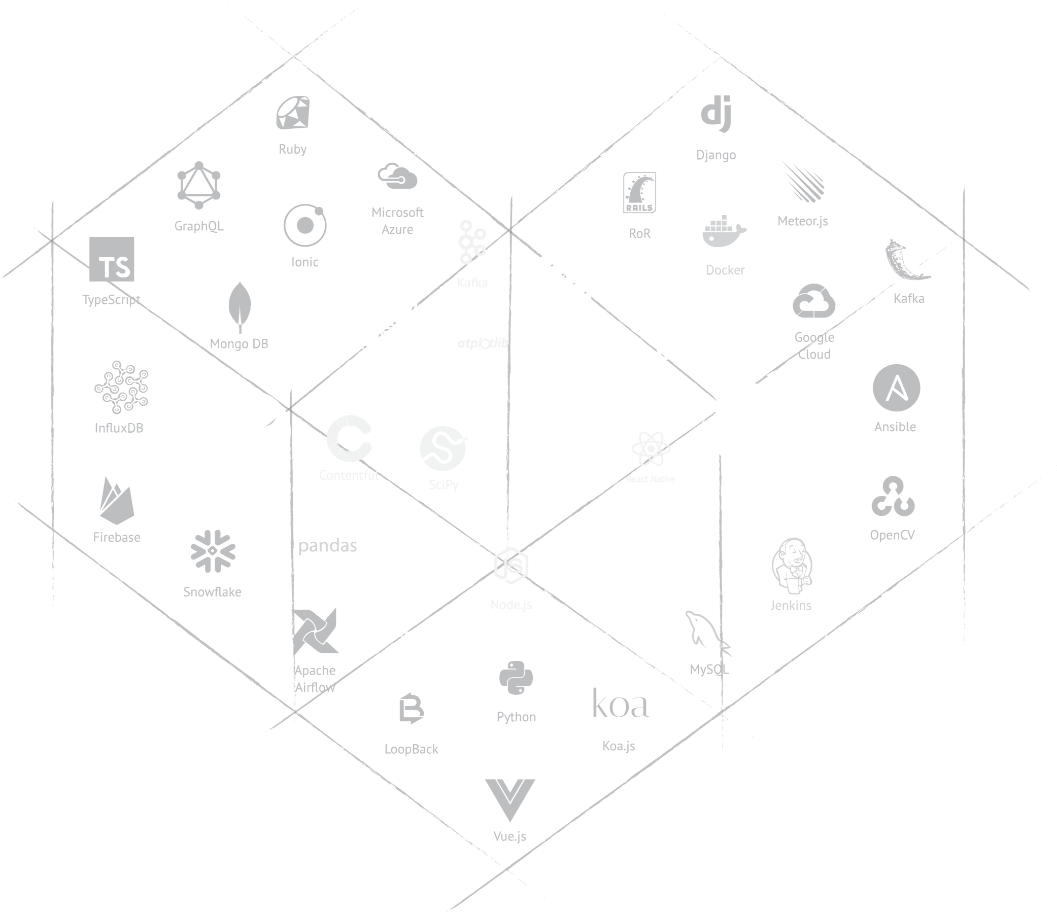 Ruby
dj
Django
GraphQL
Microsoft
Azure
RAILS
RoR
Meteor.js
Ionic
Docker
Kafka
TS
TypeScript
Kafka
Mongo DB
Google
Cloud
atplotlib
InfluxDB
Ansible
Contentful
SciPy
React Native
Firebase
OpenCV
pandas
Snowflake
Node.js
Jenkins
Apache
Airflow
MySQL
Python
koa
LoopBack
Koa.js
Vue.js